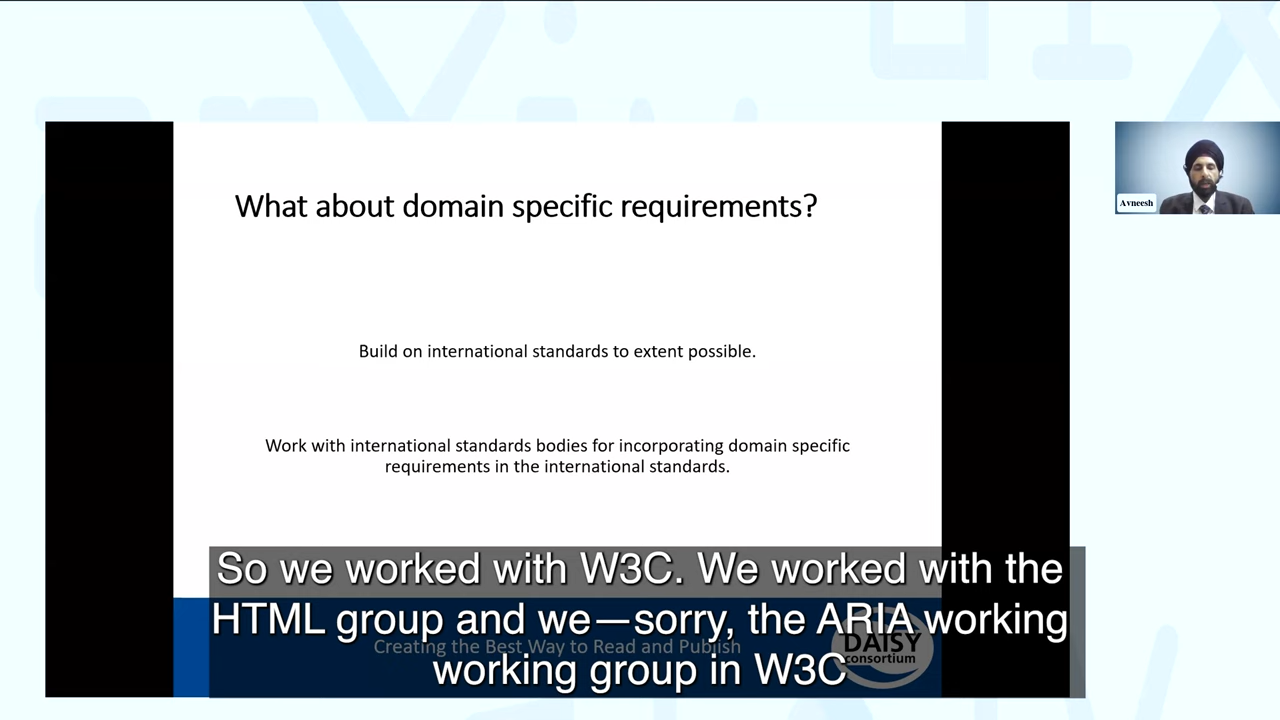 What about domain specific requirements?
Avneesh
Build on international standards to extent possible.
Work with international standards bodies for incorporating domain specific
requirements in the international standards.
So we worked with W3C. We worked with the
HTML group and we—sorry, the ARIA working
working group in W3C
Creating the Best Way to Read and Publish
DAISY
consortium